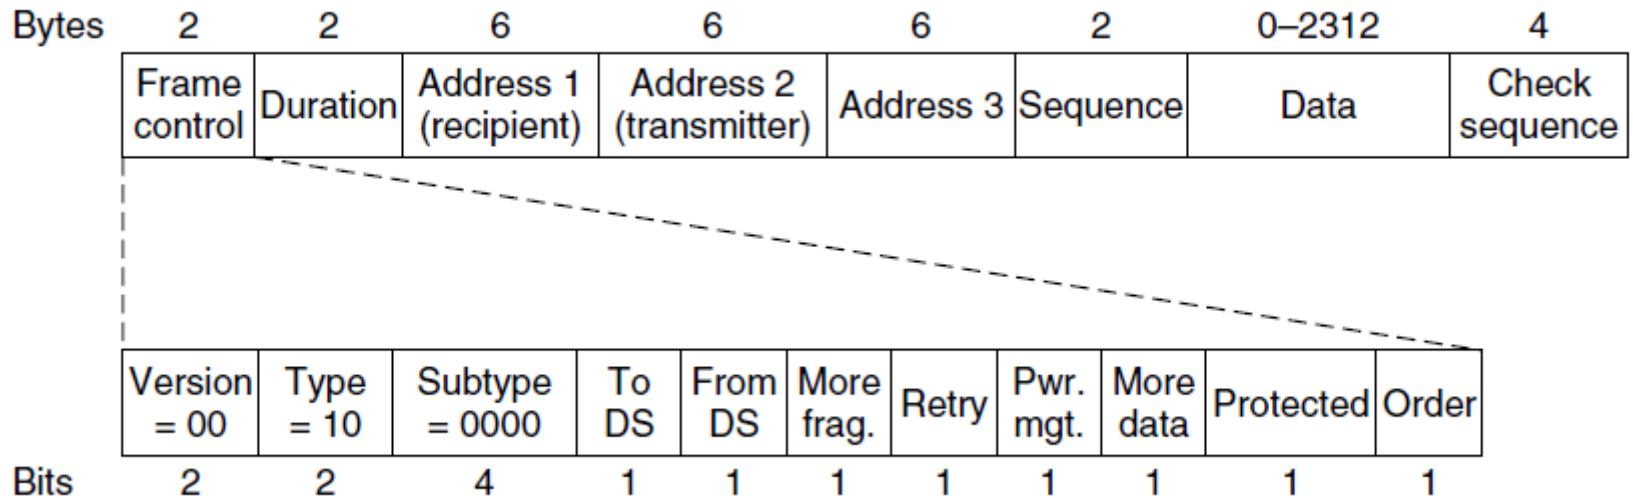 Bytes 2 2 6 6 6 2 0–2312 4
Frame control Duration Address 1 (recipient) Address 2 (transmitter) Address 3 Sequence Data Check sequence
Version = 00 Type = 10 Subtype = 0000 To DS From DS More frag. Retry Pwr. mgt. More data Protected Order
Bits 2 2 4 1 1 1 1 1 1 1 1